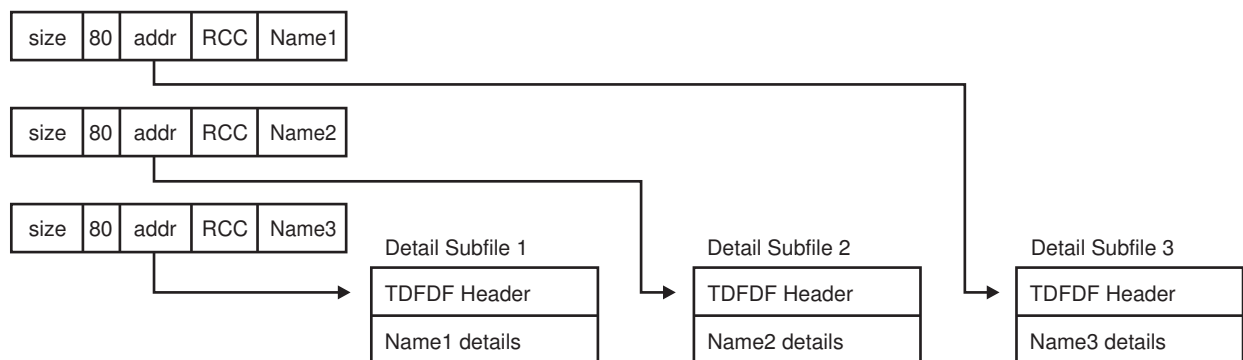 size 80 addr RCC Name1
size 80 addr RCC Name2
size 80 addr RCC Name3
Detail Subfile 1
TDFDF Header
Name1 details
Detail Subfile 2
TDFDF Header
Name2 details
Detail Subfile 3
TDFDF Header
Name3 details